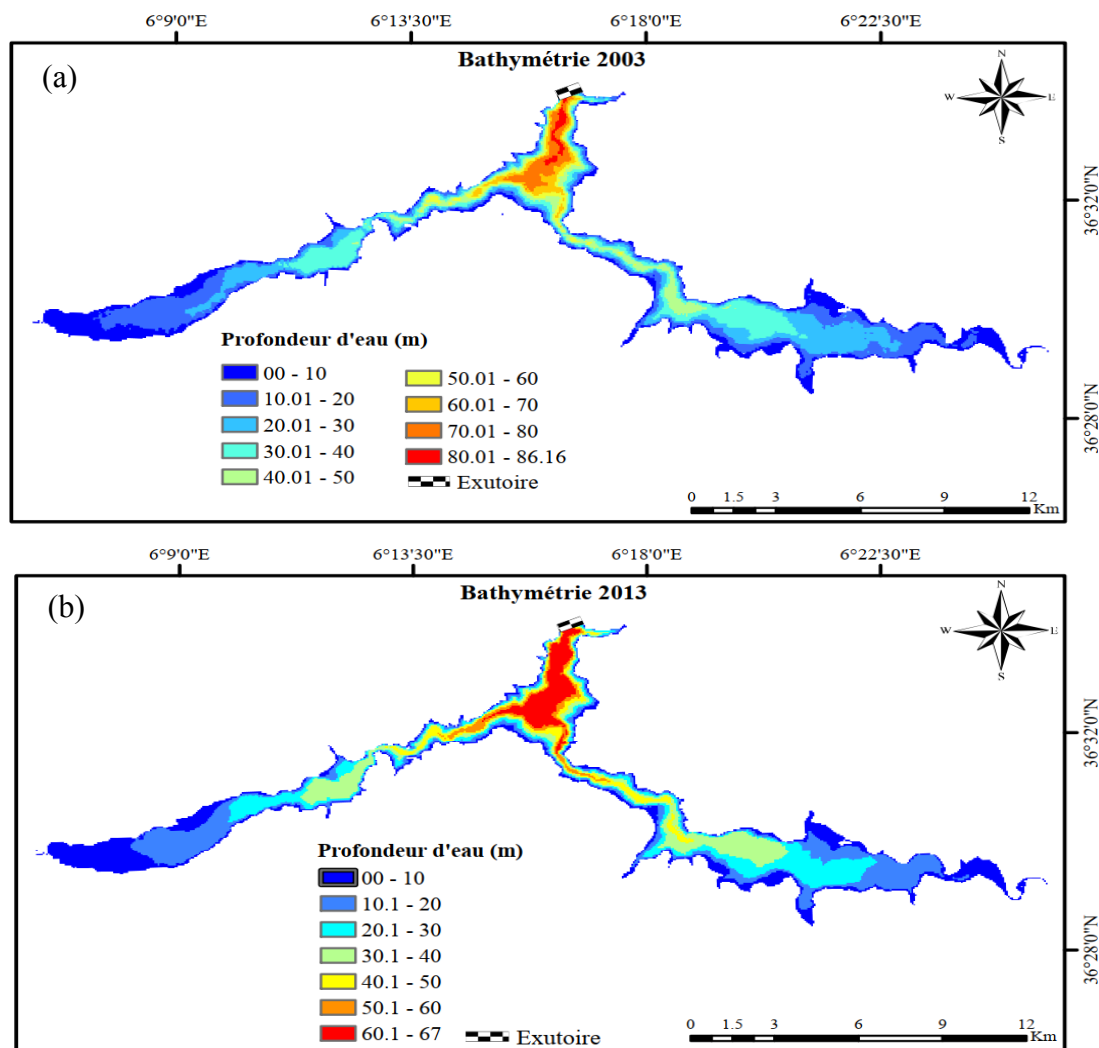 6°9'0"E 6°13'30"E 6°18'0"E 6°22'30"E
(a)
Bathymétrie 2003
N
W E
S
36°32'0"N
36°28'0"N
Profondeur d'eau (m)
00 - 10
10.01 - 20
20.01 - 30
30.01 - 40
40.01 - 50
50.01 - 60
60.01 - 70
70.01 - 80
80.01 - 86.16
Exutoire
0 1.5 3 6 9 12
Km
6°9'0"E 6°13'30"E 6°18'0"E 6°22'30"E
(b)
Bathymétrie 2013
N
W E
S
36°32'0"N
36°28'0"N
Profondeur d'eau (m)
00 - 10
10.1 - 20
20.1 - 30
30.1 - 40
40.1 - 50
50.1 - 60
60.1 - 67
Exutoire
0 1.5 3 6 9 12
Km